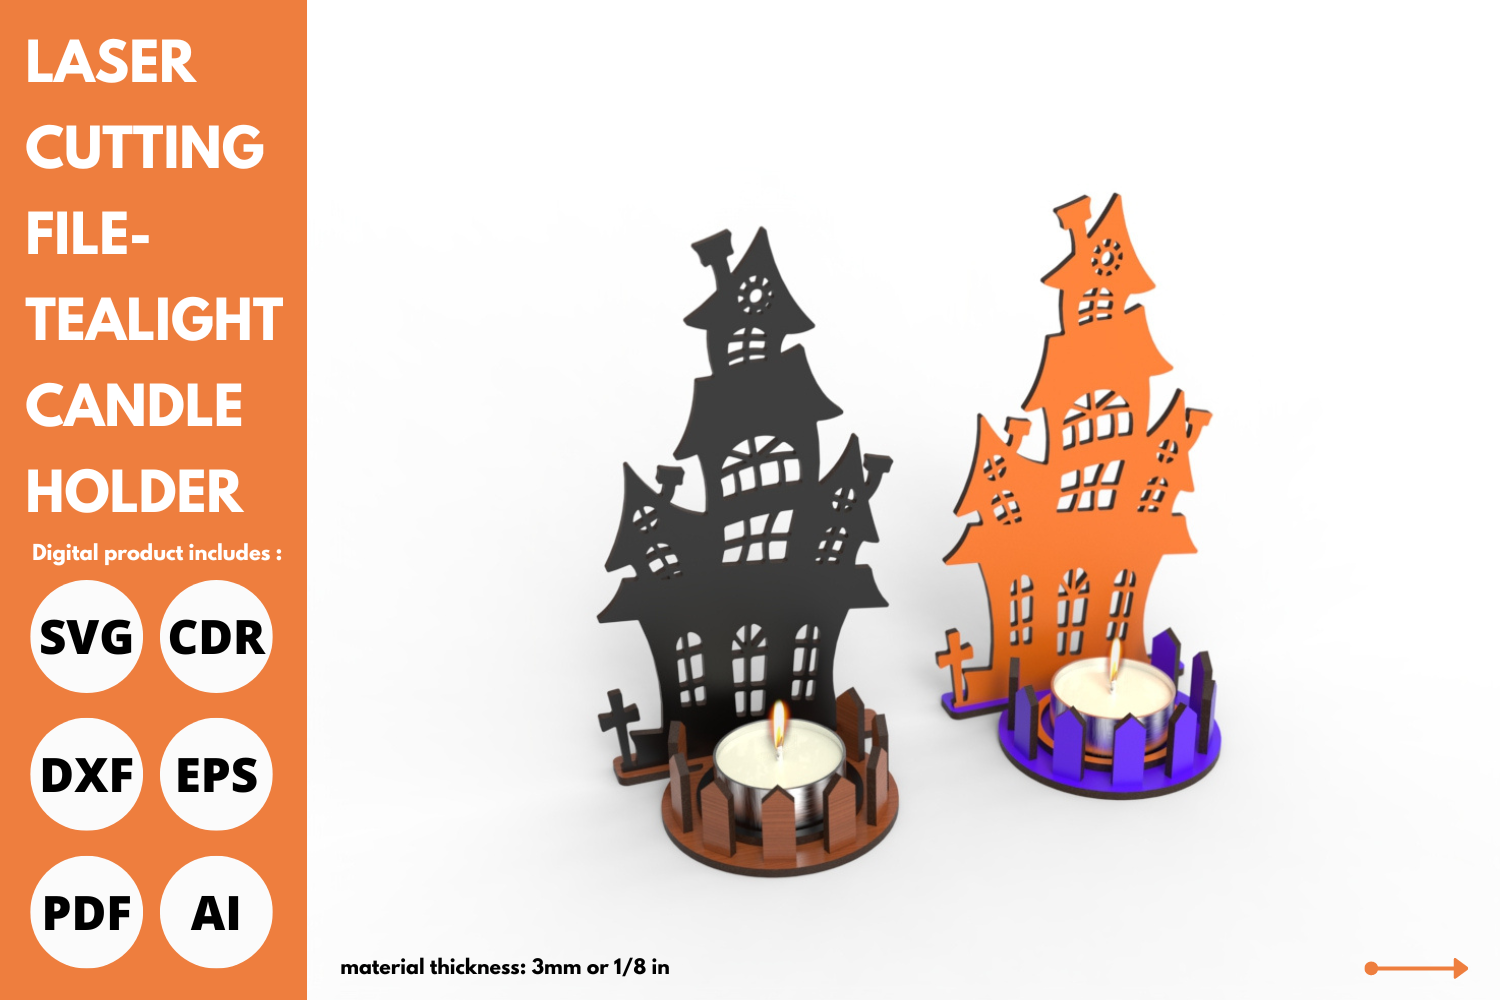 LASER
CUTTING
FILE-
TEALIGHT
CANDLE
HOLDER
Digital product includes :
SVG CDR
DXF EPS
PDF AI
material thickness: 3mm or 1/8 in